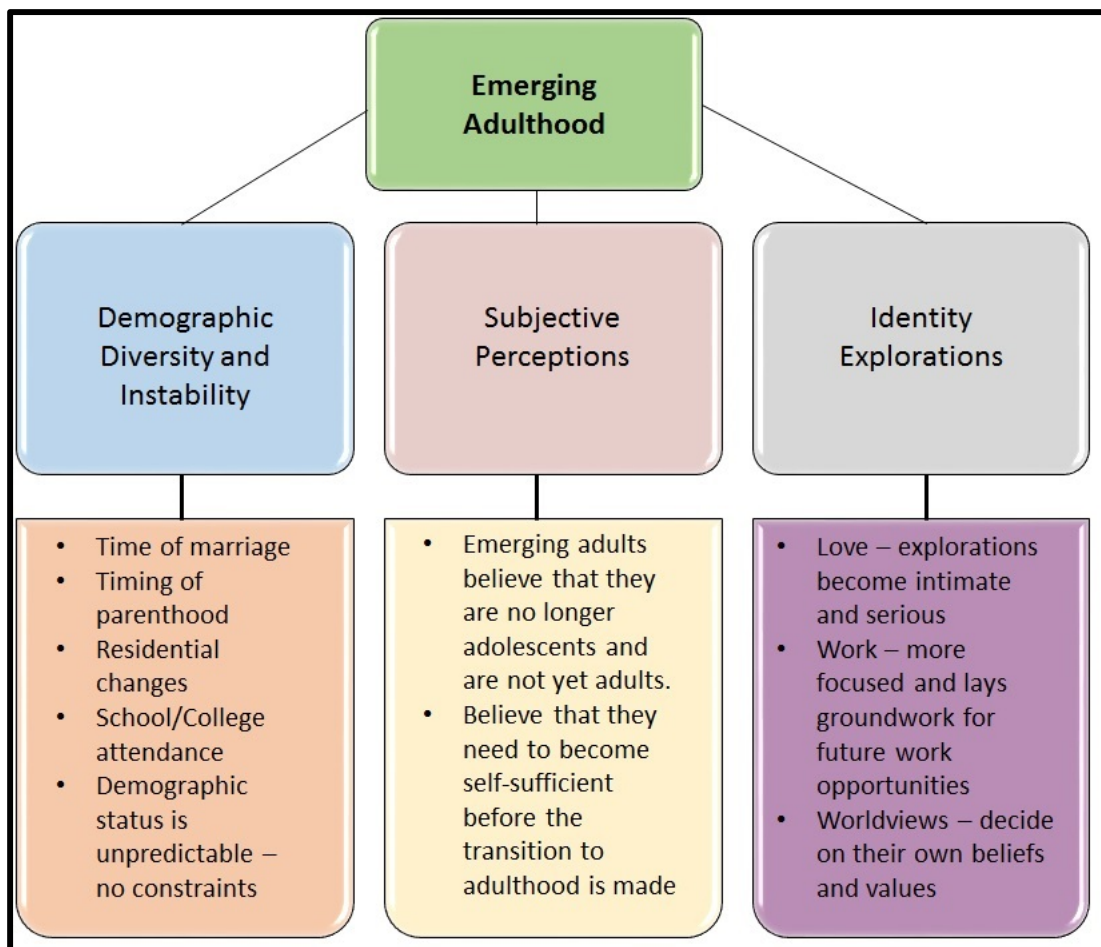 Emerging
Adulthood
Demographic
Diversity and
Instability
Subjective
Perceptions
Identity
Explorations
• Time of marriage
• Timing of
parenthood
• Residential
changes
• School/College
attendance
• Demographic
status is
unpredictable –
no constraints
• Emerging adults
believe that they
are no longer
adolescents and
are not yet adults.
• Believe that they
need to become
self-sufficient
before the
transition to
adulthood is made
• Love – explorations
become intimate
and serious
• Work – more
focused and lays
groundwork for
future work
opportunities
• Worldviews – decide
on their own beliefs
and values